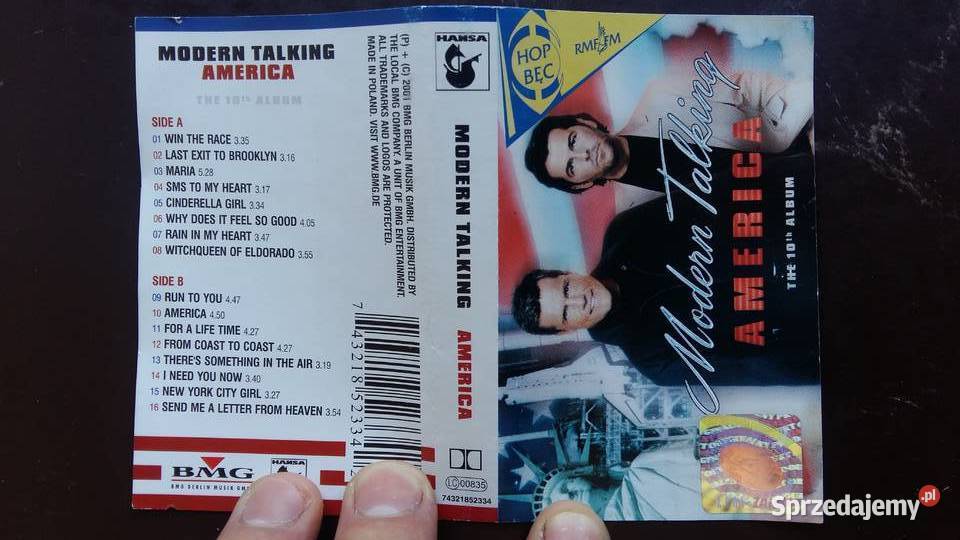 MODERN TALKING
AMERICA
THE 10th ALBUM
SIDE A
01 WIN THE RACE 3.35
02 LAST EXIT TO BROOKLYN 3.16
03 MARIA 5.28
04 SMS TO MY HEART 3.17
05 CINDERELLA GIRL 3.34
06 WHY DOES IT FEEL SO GOOD 4.05
07 RAIN IN MY HEART 3.47
08 WITCHQUEEN OF ELDORADO 3.55
SIDE B
09 RUN TO YOU 4.47
10 AMERICA 4.50
11 FOR A LIFE TIME 4.27
12 FROM COAST TO COAST 4.27
13 THERE'S SOMETHING IN THE AIR 3.19
14 I NEED YOU NOW 3.40
15 NEW YORK CITY GIRL 3.27
16 SEND ME A LETTER FROM HEAVEN 3.54
BMG
BMG BERLIN MUSIK GMBH
HANSA
(P) + (C) 2001 BMG BERLIN MUSIK GMBH. DISTRIBUTED BY
THE LOCAL BMG COMPANY. A UNIT OF BMG ENTERTAINMENT.
ALL TRADEMARKS AND LOGOS ARE PROTECTED.
MADE IN POLAND. VISIT WWW.BMG.DE
7 43218 52334
HANSA
MODERN TALKING AMERICA
LC 00835
74321852334
HOP
BĘC
RMF FM
Modern Talking
AMERICA
THE 10th ALBUM
Sprzedajemy.pl